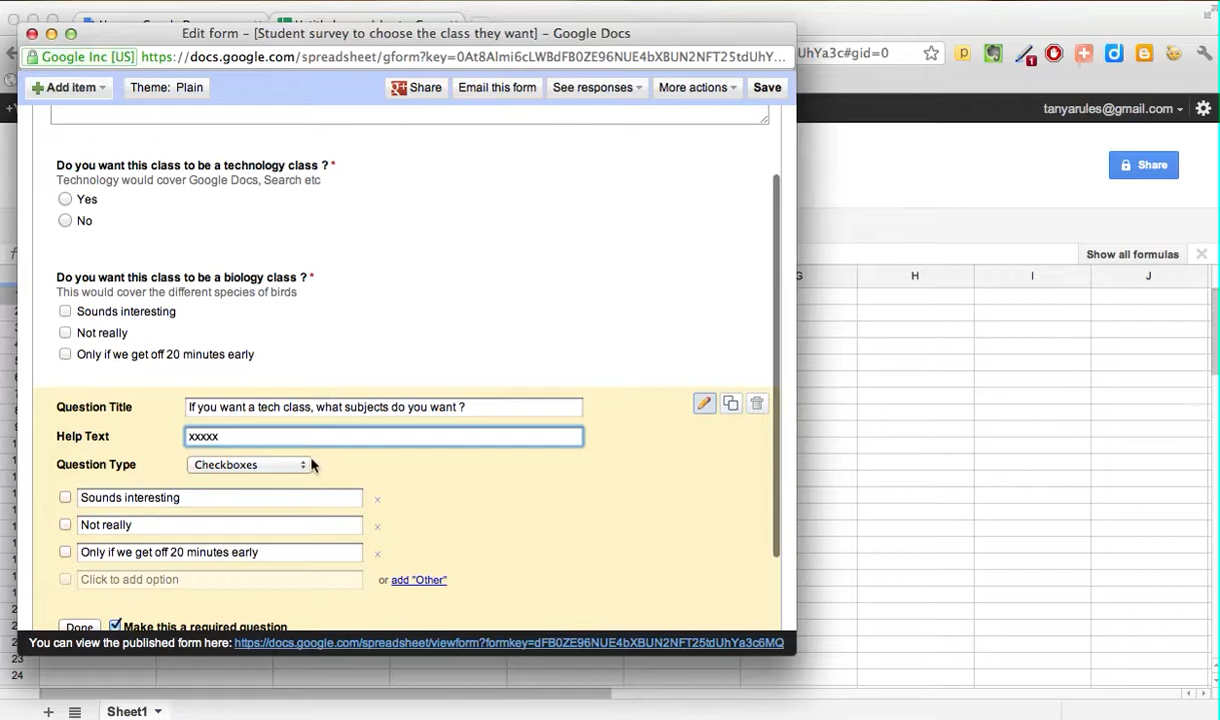 Edit form – [Student survey to choose the class they want] – Google Docs
Google Inc [US] https://docs.google.com/spreadsheet/gform?key=0At8Almi6cLWBdFB0ZE96NUE4bXBUN2NFT25tdUhYa3c...
UhYa3c#gid=0
Add item
Theme: Plain
Share
Email this form
See responses
More actions
Save
tanyarules@gmail.com
Share
Do you want this class to be a technology class ? *
Technology would cover Google Docs, Search etc
Yes
No
Show all formulas
G H I J
Do you want this class to be a biology class ? *
This would cover the different species of birds
Sounds interesting
Not really
Only if we get off 20 minutes early
Question Title If you want a tech class, what subjects do you want ?
Help Text xxxxx
Question Type Checkboxes
Sounds interesting x
Not really x
Only if we get off 20 minutes early x
Click to add option or add "Other"
Done Make this a required question
You can view the published form here: https://docs.google.com/spreadsheet/viewform?formkey=dFB0ZE96NUE4bXBUN2NFT25tdUhYa3c6MQ
23
24
Sheet1